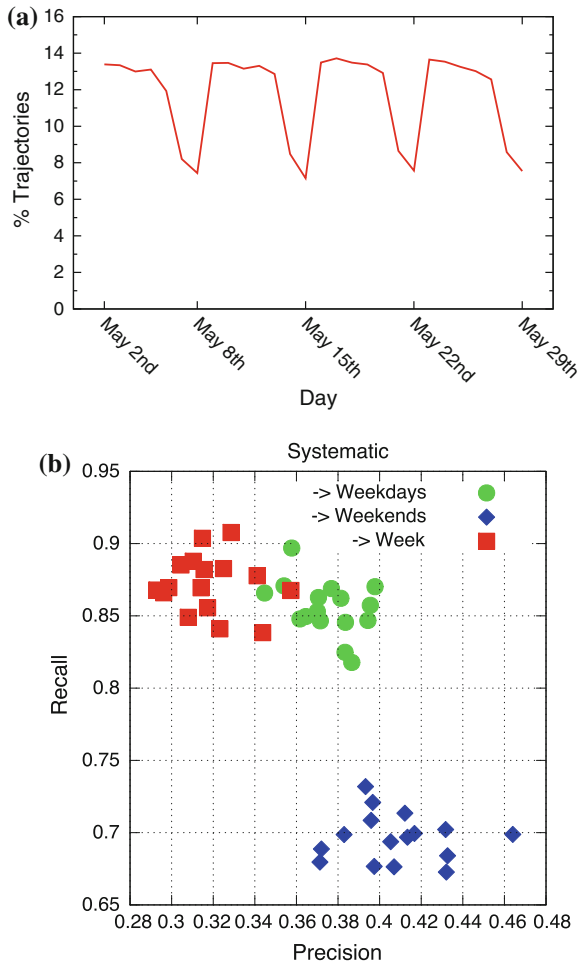 (a)
16
14
12
10
8
6
4
2
0
% Trajectories
May 2nd
May 8th
May 15th
May 22nd
May 29th
Day
(b)
Systematic
-> Weekdays
-> Weekends
-> Week
0.95
0.9
0.85
0.8
0.75
0.7
0.65
Recall
0.28 0.3 0.32 0.34 0.36 0.38 0.4 0.42 0.44 0.46 0.48
Precision